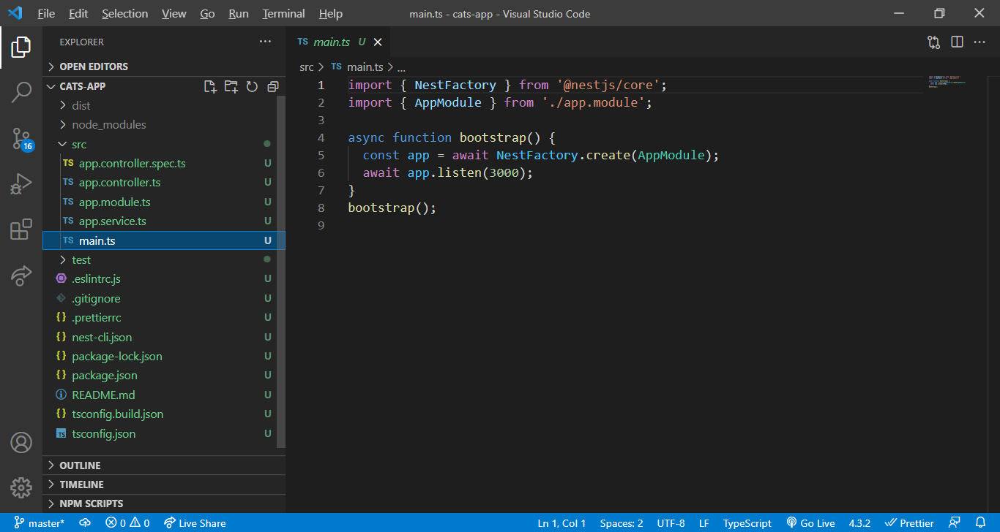 File Edit Selection View Go Run Terminal Help
main.ts - cats-app - Visual Studio Code
EXPLORER
OPEN EDITORS
CATS-APP
dist
node_modules
src
TS app.controller.spec.ts U
TS app.controller.ts U
TS app.module.ts U
TS app.service.ts U
TS main.ts U
test
.eslintrc.js U
.gitignore U
{} .prettierrc U
{} nest-cli.json U
{} package-lock.json U
{} package.json U
README.md U
{} tsconfig.build.json U
TS tsconfig.json U
OUTLINE
TIMELINE
NPM SCRIPTS
16
TS main.ts U
src > TS main.ts > ...
1 import { NestFactory } from '@nestjs/core';
2 import { AppModule } from './app.module';
3
4 async function bootstrap() {
5   const app = await NestFactory.create(AppModule);
6   await app.listen(3000);
7 }
8 bootstrap();
9
master* 0 0 Live Share Ln 1, Col 1 Spaces: 2 UTF-8 LF TypeScript Go Live 4.3.2 Prettier